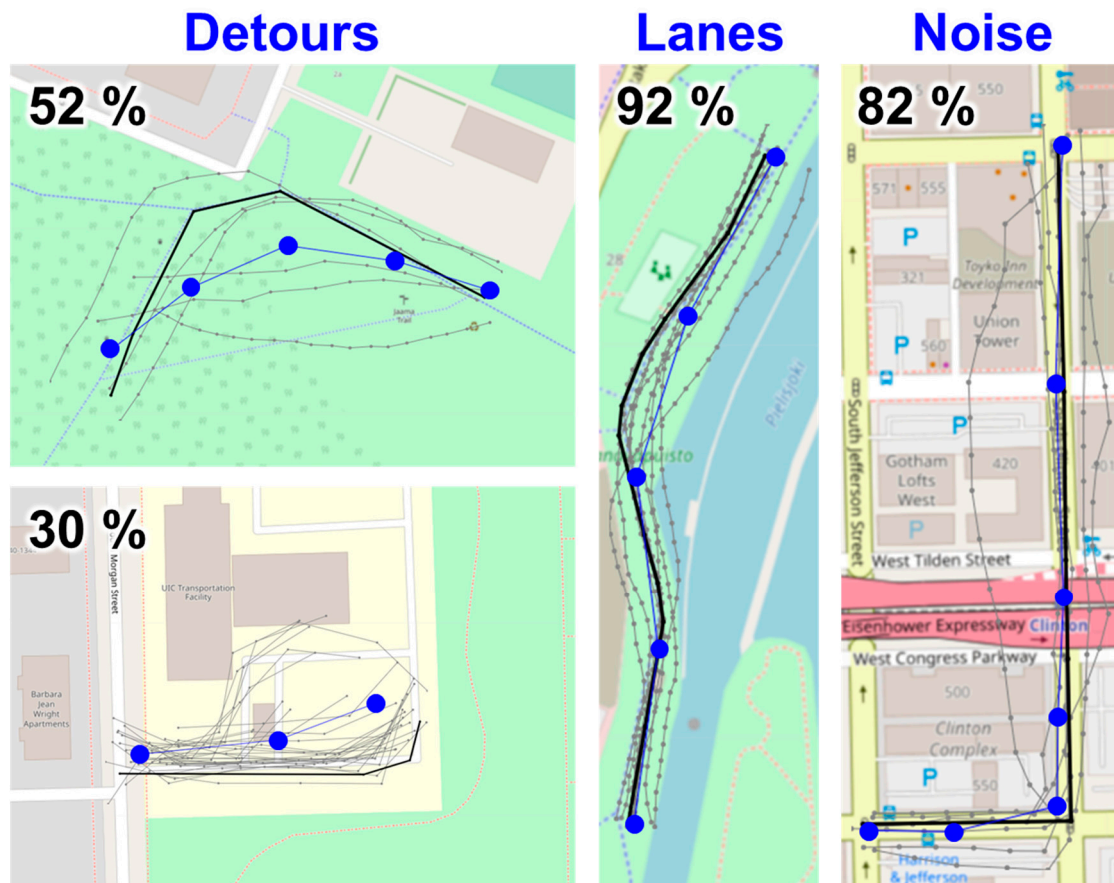 Detours
Lanes
Noise
52 %
Jaama
Trail
30 %
Morgan Street
UIC Transportation
Facility
Barbara
Jean
Wright
Apartments
92 %
28
Pielisjoki
82 %
550
571
555
P
321
Toyko Inn
Development
Union
Tower
P
560
South Jefferson Street
P
Gotham
Lofts
West
420
P
West Tilden Street
Eisenhower Expressway
Clinton
West Congress Parkway
500
Clinton
Complex
P
550
Harrison
& Jefferson